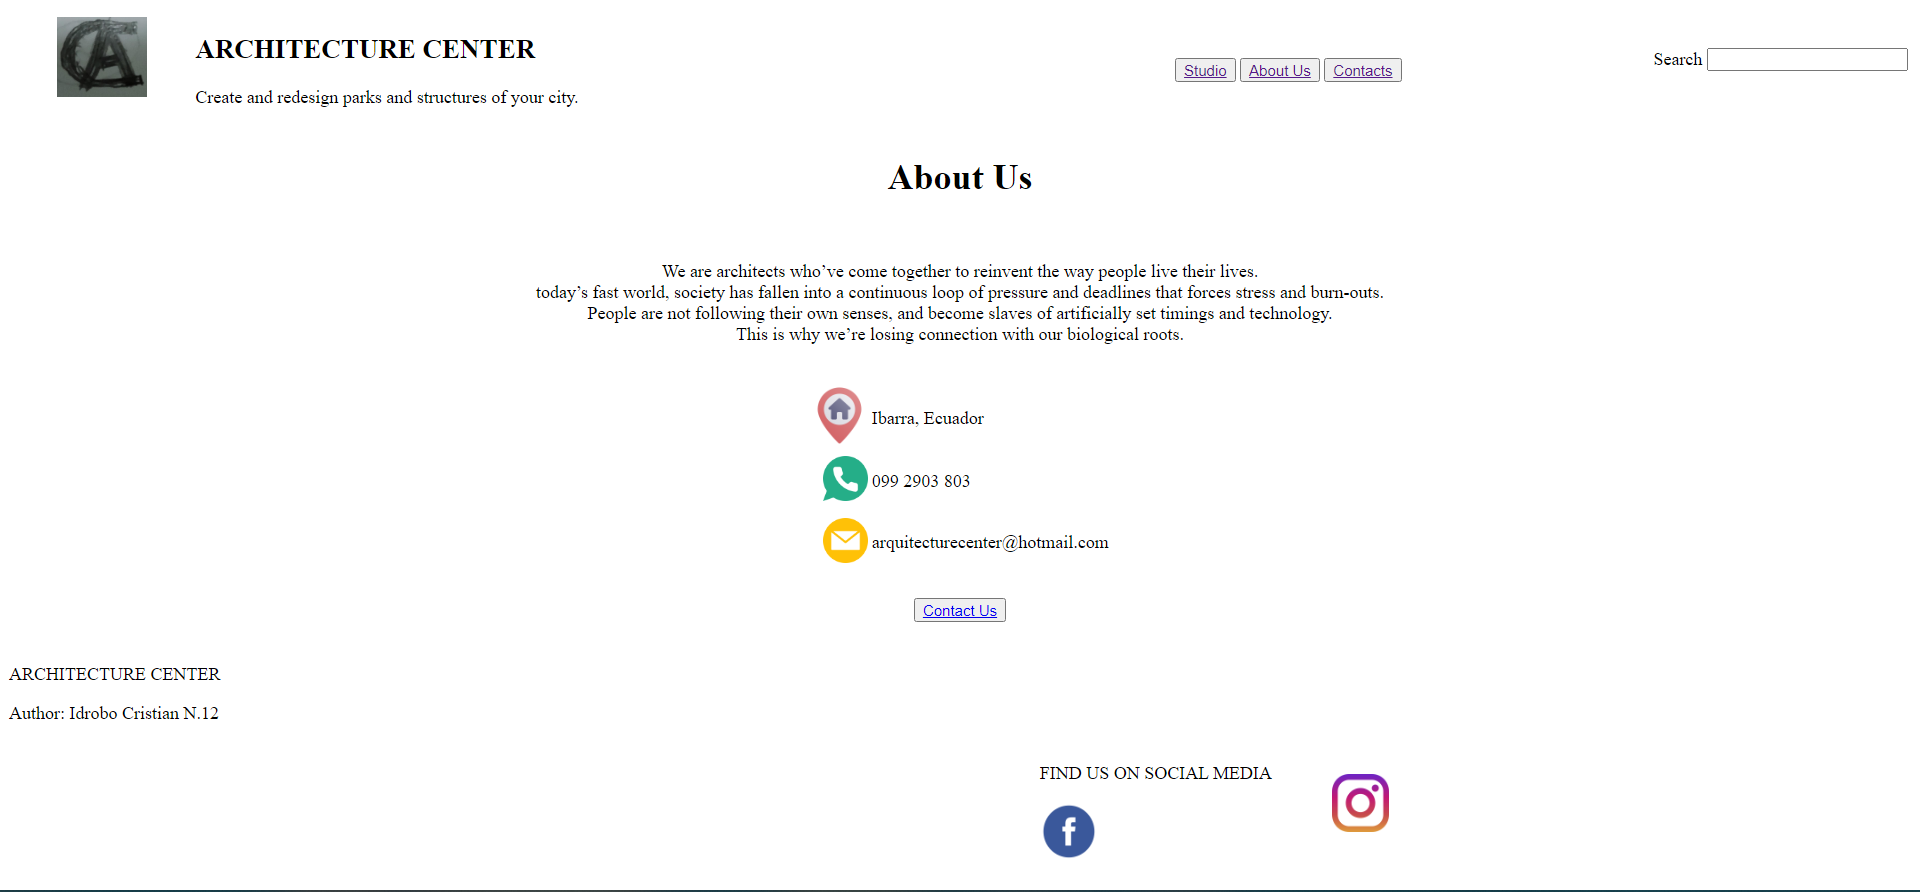 CA
ARCHITECTURE CENTER
Create and redesign parks and structures of your city.
Studio About Us Contacts
Search
About Us
We are architects who’ve come together to reinvent the way people live their lives.
today’s fast world, society has fallen into a continuous loop of pressure and deadlines that forces stress and burn-outs.
People are not following their own senses, and become slaves of artificially set timings and technology.
This is why we’re losing connection with our biological roots.
Ibarra, Ecuador
099 2903 803
arquitecturecenter@hotmail.com
Contact Us
ARCHITECTURE CENTER
Author: Idrobo Cristian N.12
FIND US ON SOCIAL MEDIA